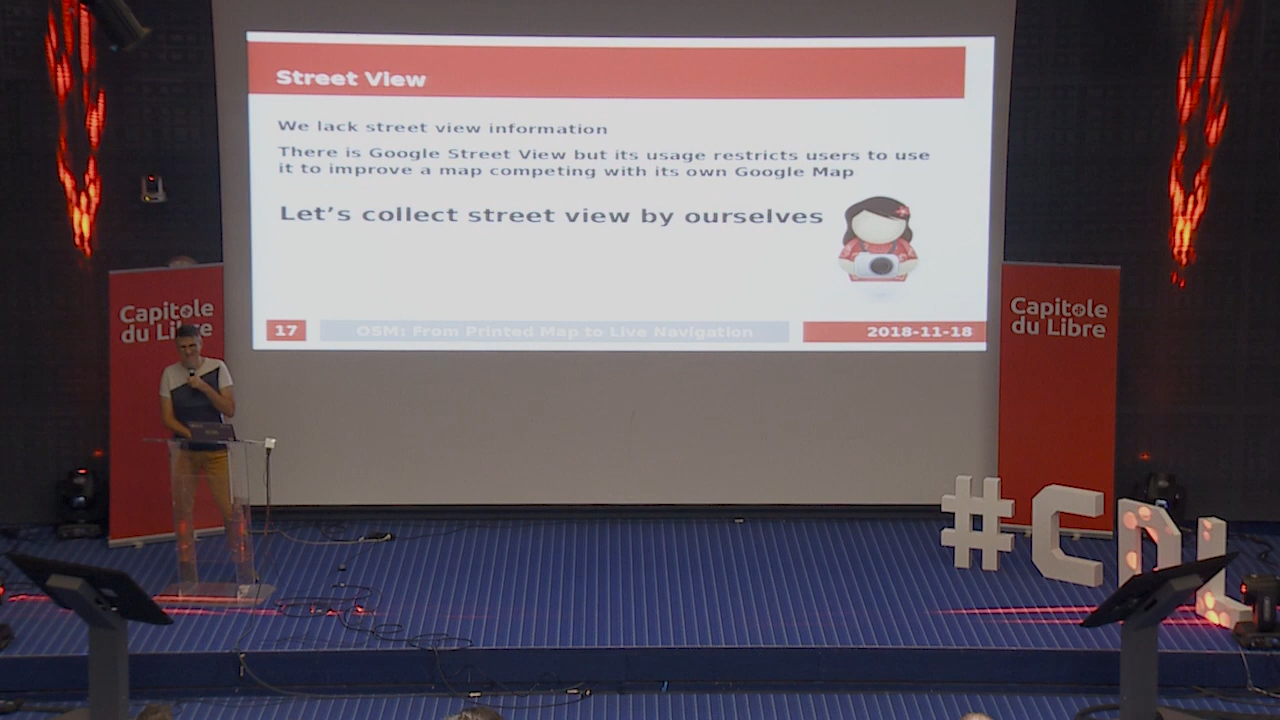 Street View
We lack street view information
There is Google Street View but its usage restricts users to use
it to improve a map competing with its own Google Map
Let’s collect street view by ourselves
17
OSM: From Printed Map to Live Navigation
2018-11-18
Capitole
du Libre
Capitole
du Libre
#CDL